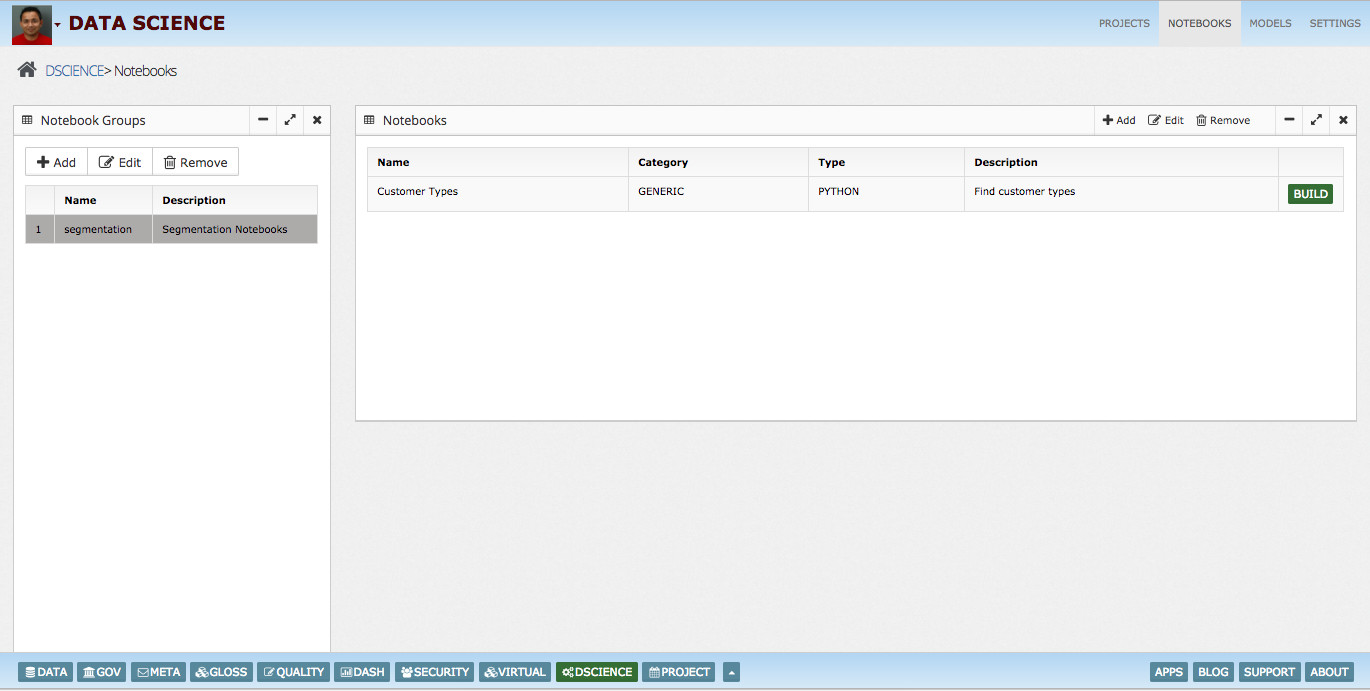 DATA SCIENCE
PROJECTS NOTEBOOKS MODELS SETTINGS
DSCIENCE> Notebooks
Notebook Groups
Add Edit Remove
Name Description
1 segmentation Segmentation Notebooks
Notebooks Add Edit Remove
Name Category Type Description
Customer Types GENERIC PYTHON Find customer types BUILD
DATA GOV META GLOSS QUALITY DASH SECURITY VIRTUAL DSCIENCE PROJECT APPS BLOG SUPPORT ABOUT